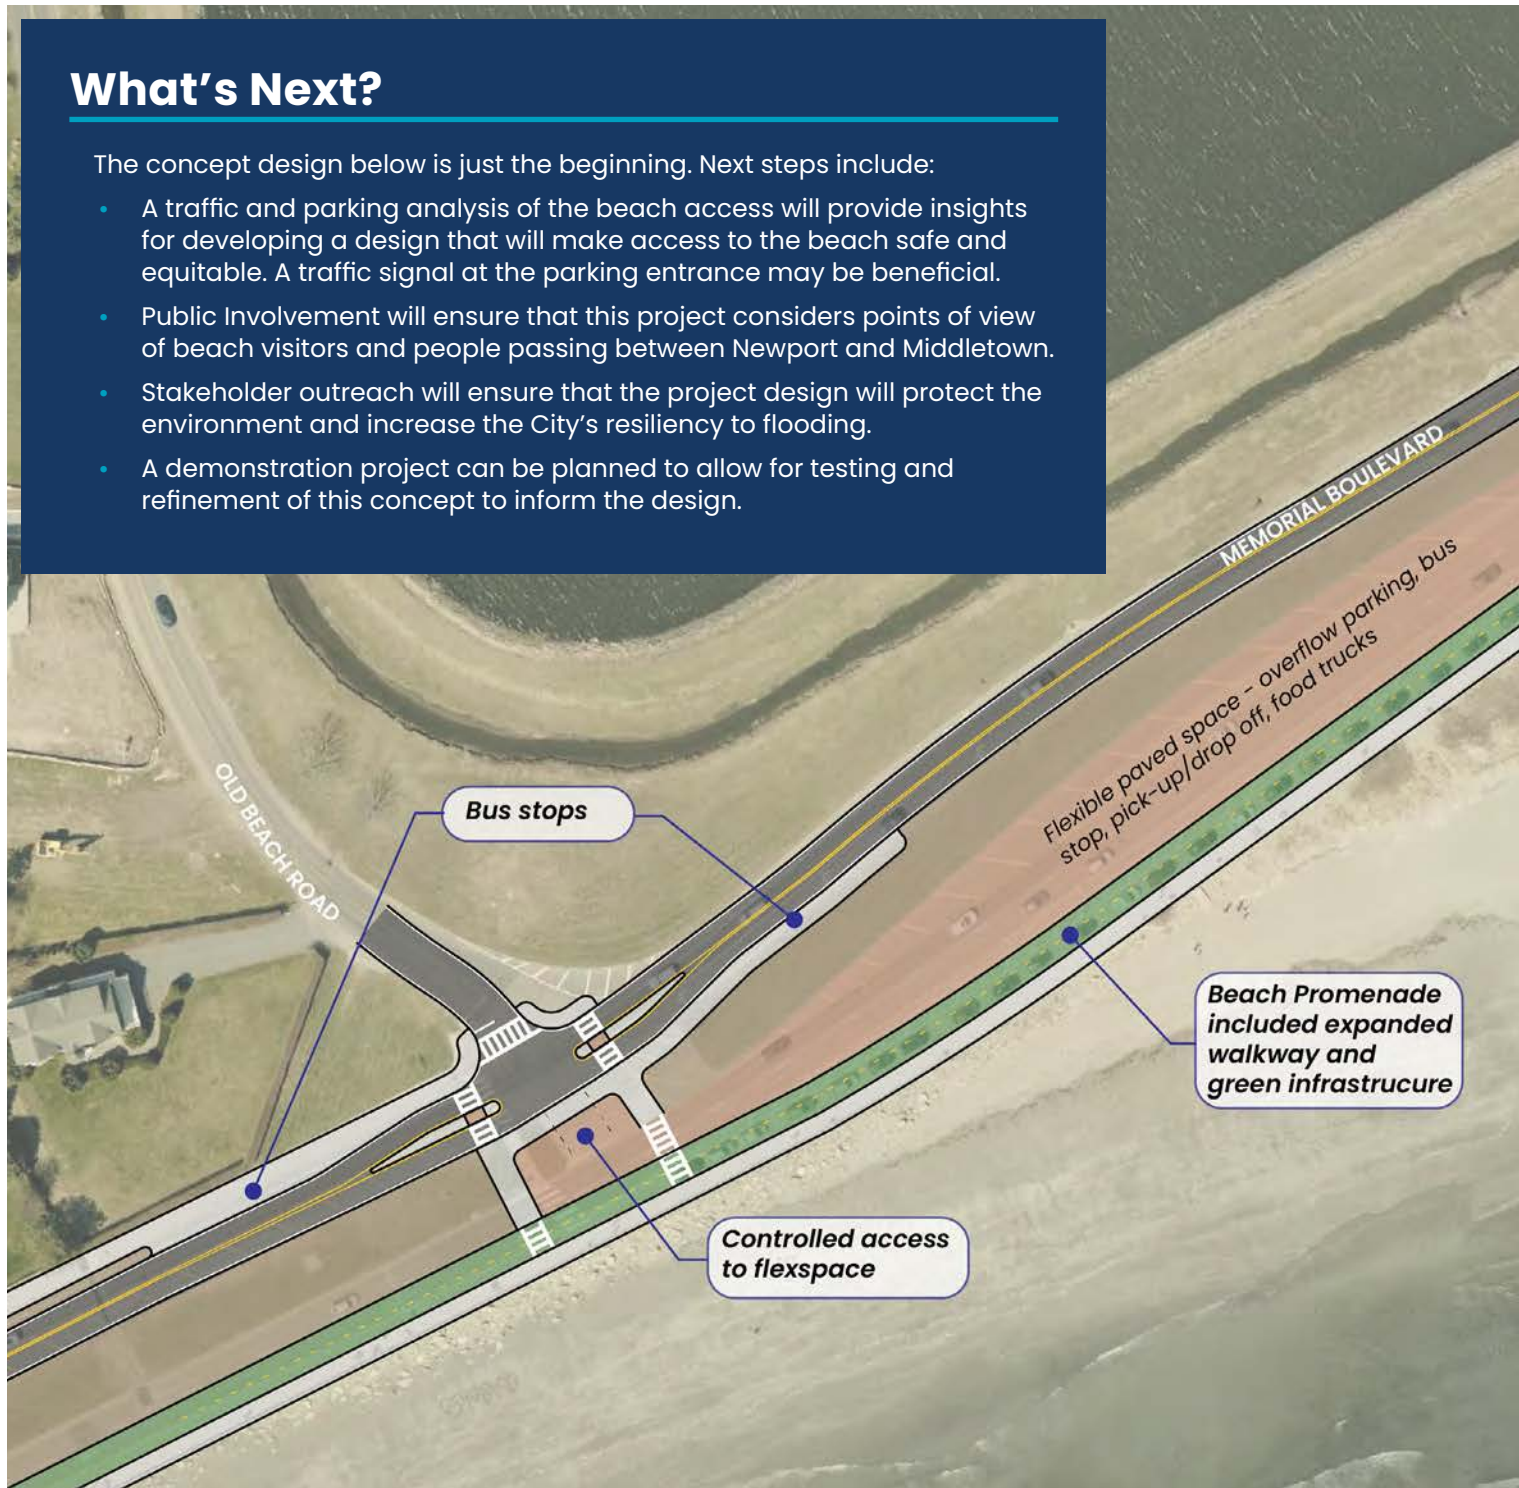 What's Next?
The concept design below is just the beginning. Next steps include:
• A traffic and parking analysis of the beach access will provide insights
for developing a design that will make access to the beach safe and
equitable. A traffic signal at the parking entrance may be beneficial.
• Public Involvement will ensure that this project considers points of view
of beach visitors and people passing between Newport and Middletown.
• Stakeholder outreach will ensure that the project design will protect the
environment and increase the City's resiliency to flooding.
• A demonstration project can be planned to allow for testing and
refinement of this concept to inform the design.
MEMORIAL BOULEVARD
Flexible paved space - overflow parking, bus
stop, pick-up/drop off, food trucks
OLD BEACH ROAD
Bus stops
Beach Promenade
included expanded
walkway and
green infrastrucure
Controlled access
to flexspace